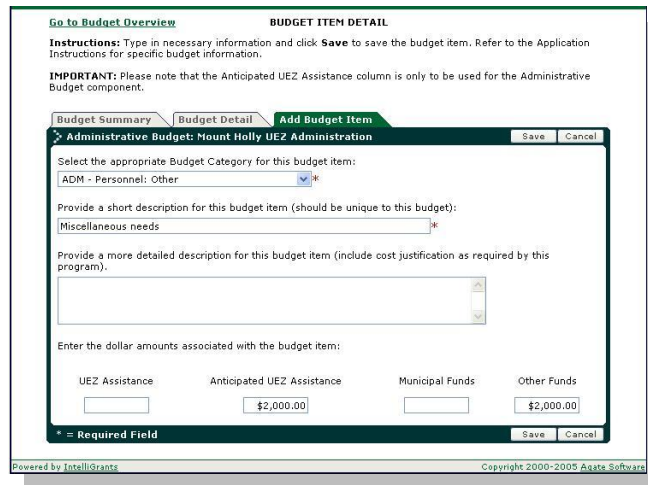 Go to Budget Overview BUDGET ITEM DETAIL
Instructions: Type in necessary information and click Save to save the budget item. Refer to the Application
Instructions for specific budget information.
IMPORTANT: Please note that the Anticipated UEZ Assistance column is only to be used for the Administrative
Budget component.
Budget Summary Budget Detail Add Budget Item
Administrative Budget: Mount Holly UEZ Administration Save Cancel
Select the appropriate Budget Category for this budget item:
ADM - Personnel: Other *
Provide a short description for this budget item (should be unique to this budget):
Miscellaneous needs *
Provide a more detailed description for this budget item (include cost justification as required by this
program).
Enter the dollar amounts associated with the budget item:
UEZ Assistance Anticipated UEZ Assistance Municipal Funds Other Funds
$2,000.00 $2,000.00
* = Required Field Save Cancel
Powered by IntelliGrants Copyright 2000-2005 Agate Software